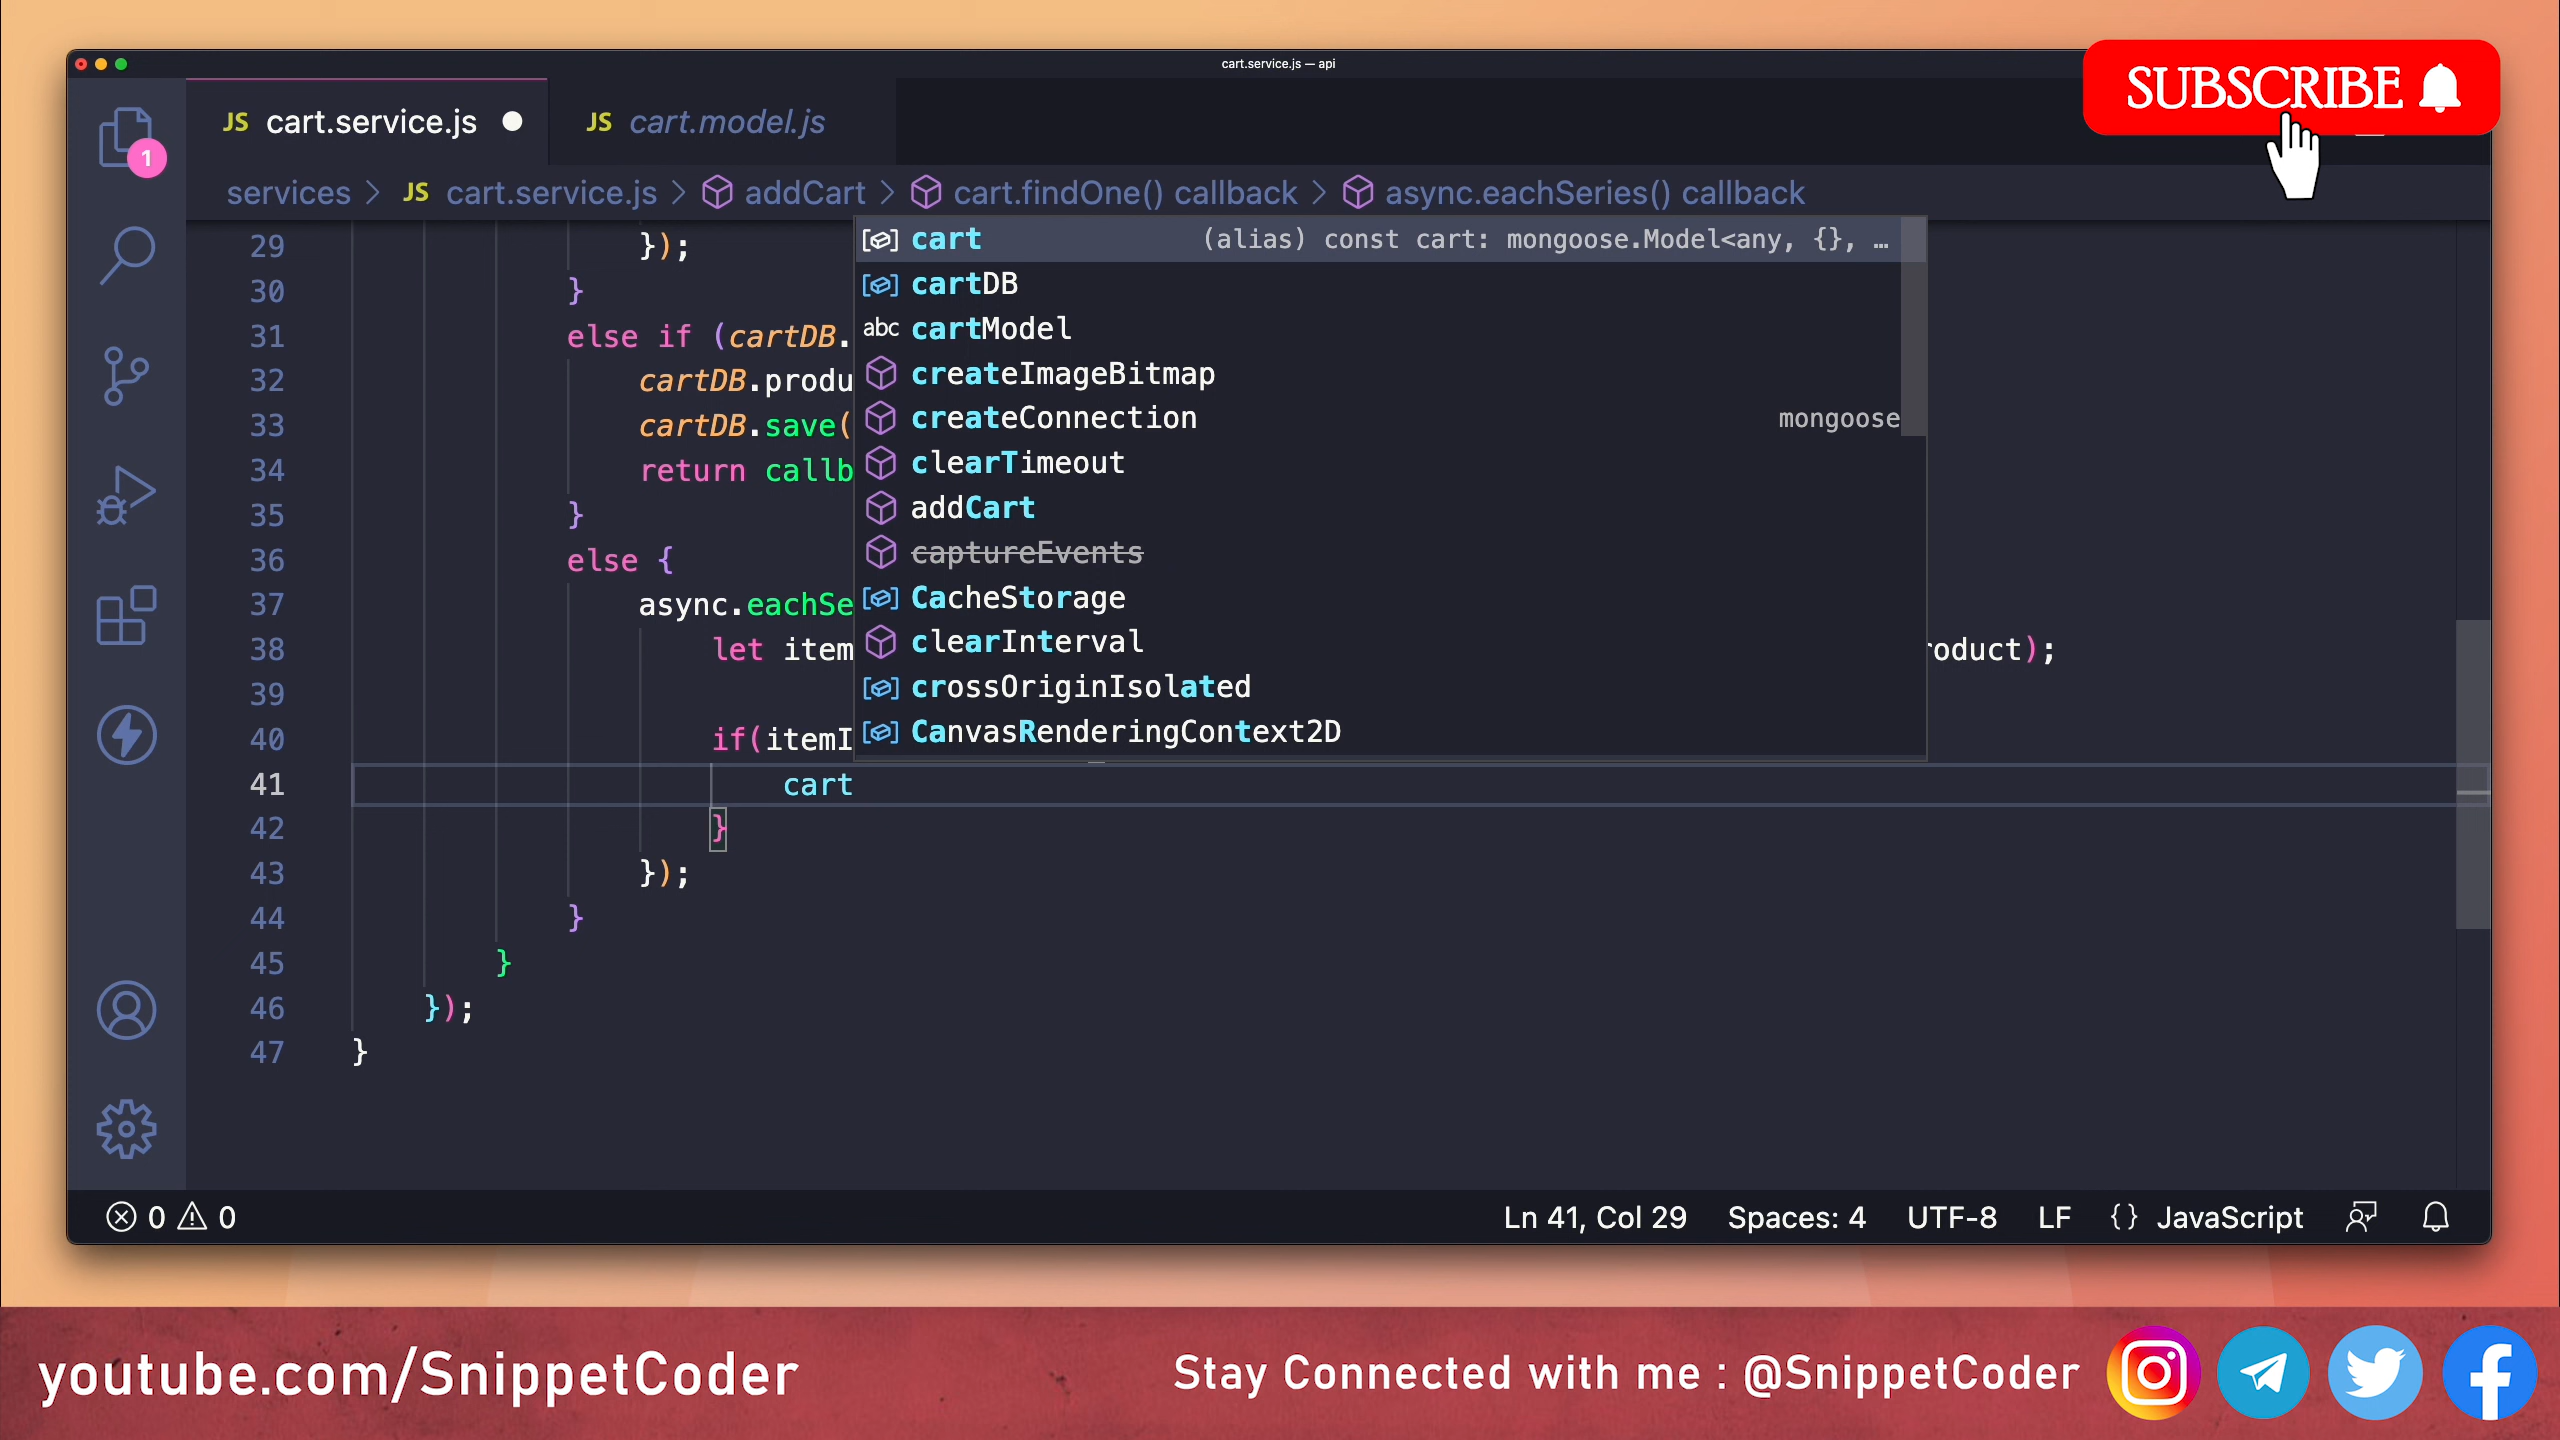 cart.service.js — api
SUBSCRIBE
JS cart.service.js
JS cart.model.js
1
services > JS cart.service.js > addCart > cart.findOne() callback > async.eachSeries() callback
29 });
30 }
31 else if (cartDB.
32 cartDB.produ
33 cartDB.save(
34 return callb
35 }
36 else {
37 async.eachSe
38 let item roduct);
39
40 if(itemI
41 cart
42 }
43 });
44 }
45 }
46 });
47 }
cart (alias) const cart: mongoose.Model<any, {}, …
cartDB
abc cartModel
createImageBitmap
createConnection mongoose
clearTimeout
addCart
captureEvents
CacheStorage
clearInterval
crossOriginIsolated
CanvasRenderingContext2D
0 0
Ln 41, Col 29 Spaces: 4 UTF-8 LF {} JavaScript
youtube.com/SnippetCoder
Stay Connected with me : @SnippetCoder